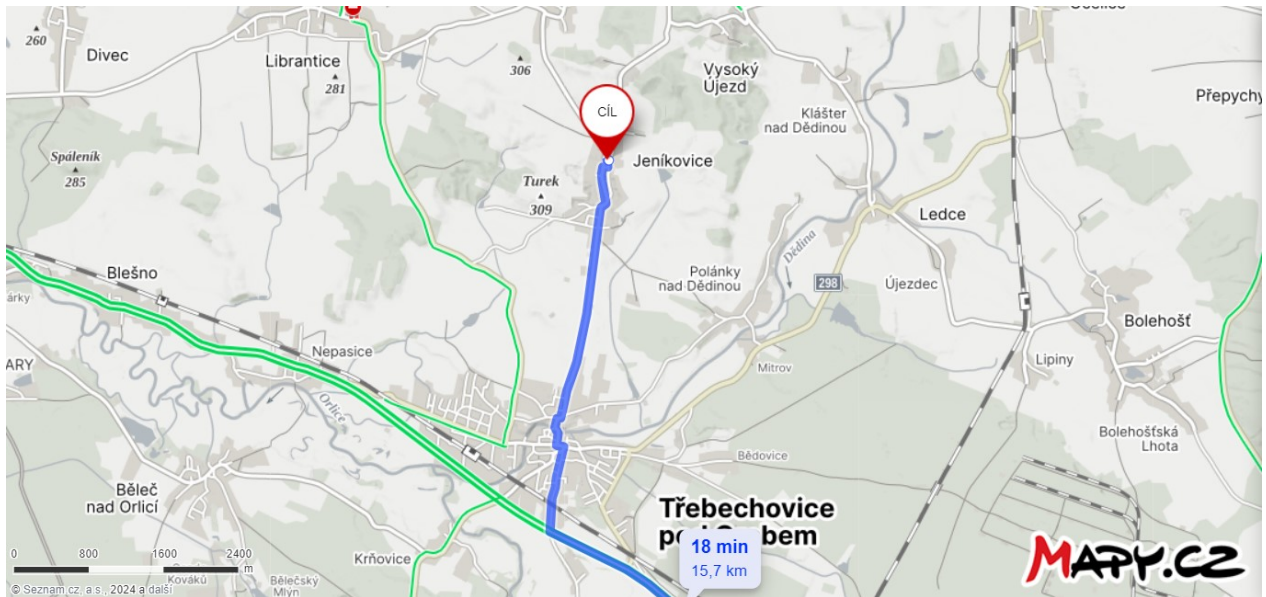 260
Divec
Librantice
281
306
Vysoký
Újezd
CÍL
Klášter
nad Dědinou
Přepychy
Spáleník
285
Jeníkovice
Turek
309
Ledce
Dědina
Blešno
Polánky
nad Dědinou
298
Újezdec
Bolehošť
Nepasice
ARY
Lipiny
Mitrov
Orlice
Bolehošťská
Lhota
Bědovice
Běleč
nad Orlicí
Třebechovice
18 min
15,7 km
Krňovice
0 800 1600 2400
m
Kováků
Bělečský
Mlýn
© Seznam.cz, a.s., 2024 a další
MAPY.CZ